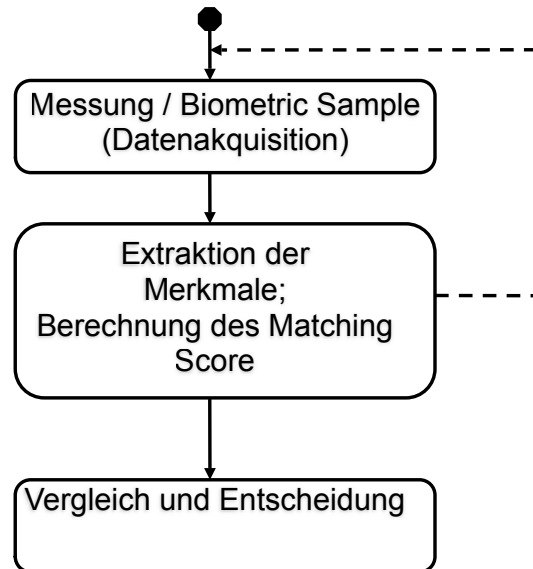 Messung / Biometric Sample
(Datenakquisition)
Extraktion der
Merkmale;
Berechnung des Matching
Score
Vergleich und Entscheidung